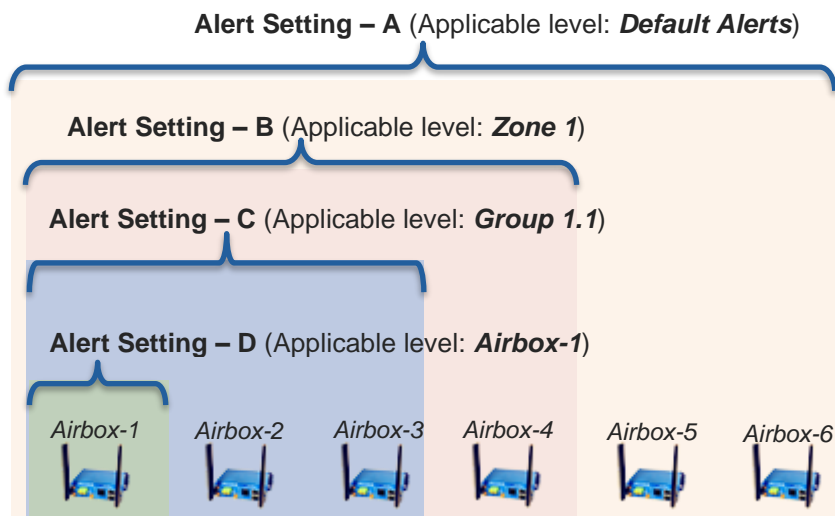 Alert Setting – A (Applicable level: Default Alerts)
Alert Setting – B (Applicable level: Zone 1)
Alert Setting – C (Applicable level: Group 1.1)
Alert Setting – D (Applicable level: Airbox-1)
Airbox-1 Airbox-2 Airbox-3 Airbox-4 Airbox-5 Airbox-6